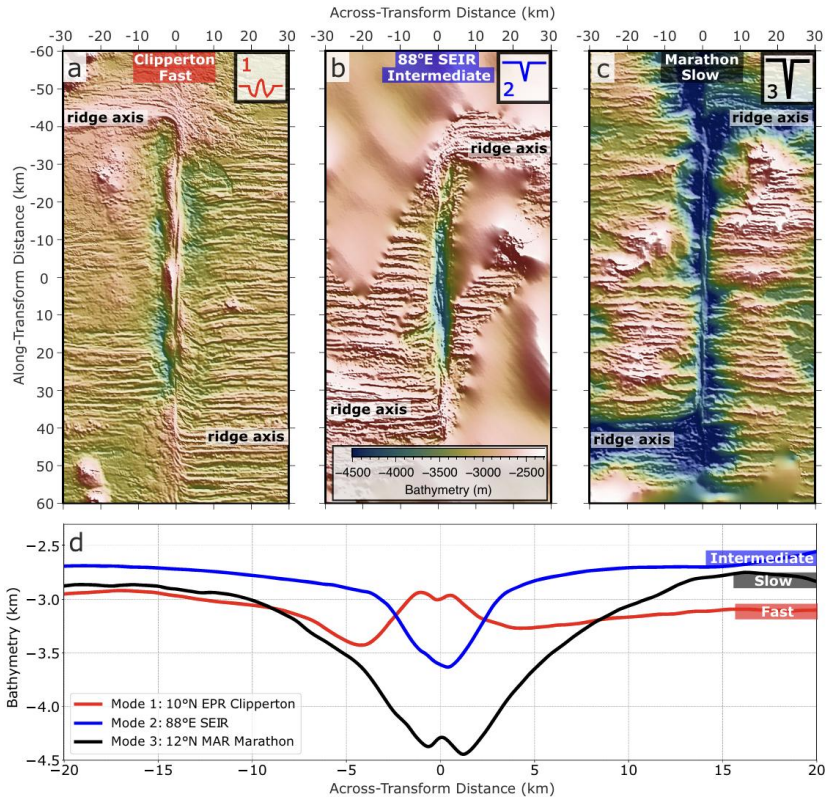 Across-Transform Distance (km)
-30 -20 -10 0 10 20 30
-30 -20 -10 0 10 20 30
-30 -20 -10 0 10 20 30
Along-Transform Distance (km)
-60
-50
-40
-30
-20
-10
0
10
20
30
40
50
60
a
Clipperton
Fast
1
ridge axis
ridge axis
b
88°E SEIR
Intermediate
2
ridge axis
ridge axis
-4500 -4000 -3500 -3000 -2500
Bathymetry (m)
c
Marathon
Slow
3
ridge axis
ridge axis
d
Bathymetry (km)
−2.5
−3.0
−3.5
−4.0
−4.5
Intermediate
Slow
Fast
Mode 1: 10°N EPR Clipperton
Mode 2: 88°E SEIR
Mode 3: 12°N MAR Marathon
−20 −15 −10 −5 0 5 10 15 20
Across-Transform Distance (km)